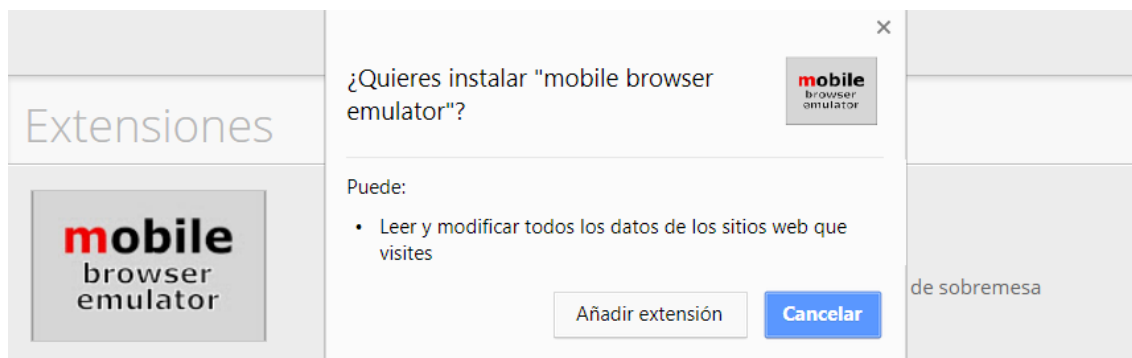 ×
¿Quieres instalar "mobile browser
emulator"?
mobile
browser
emulator
Extensiones
Puede:
• Leer y modificar todos los datos de los sitios web que
visites
mobile
browser
emulator
de sobremesa
Añadir extensión
Cancelar